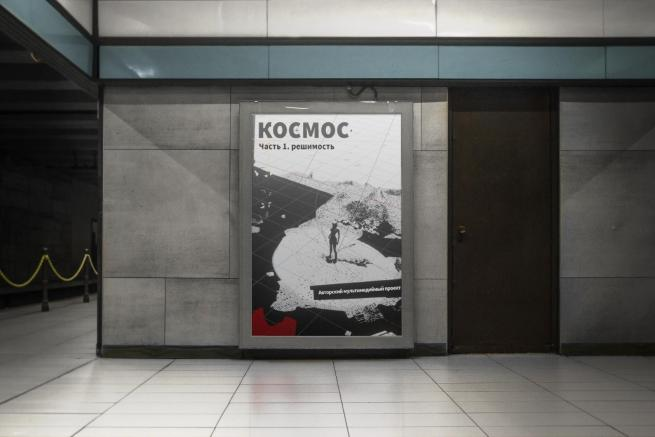 КОСМОС
Часть 1. решимость
Авторский мультимедийный проект